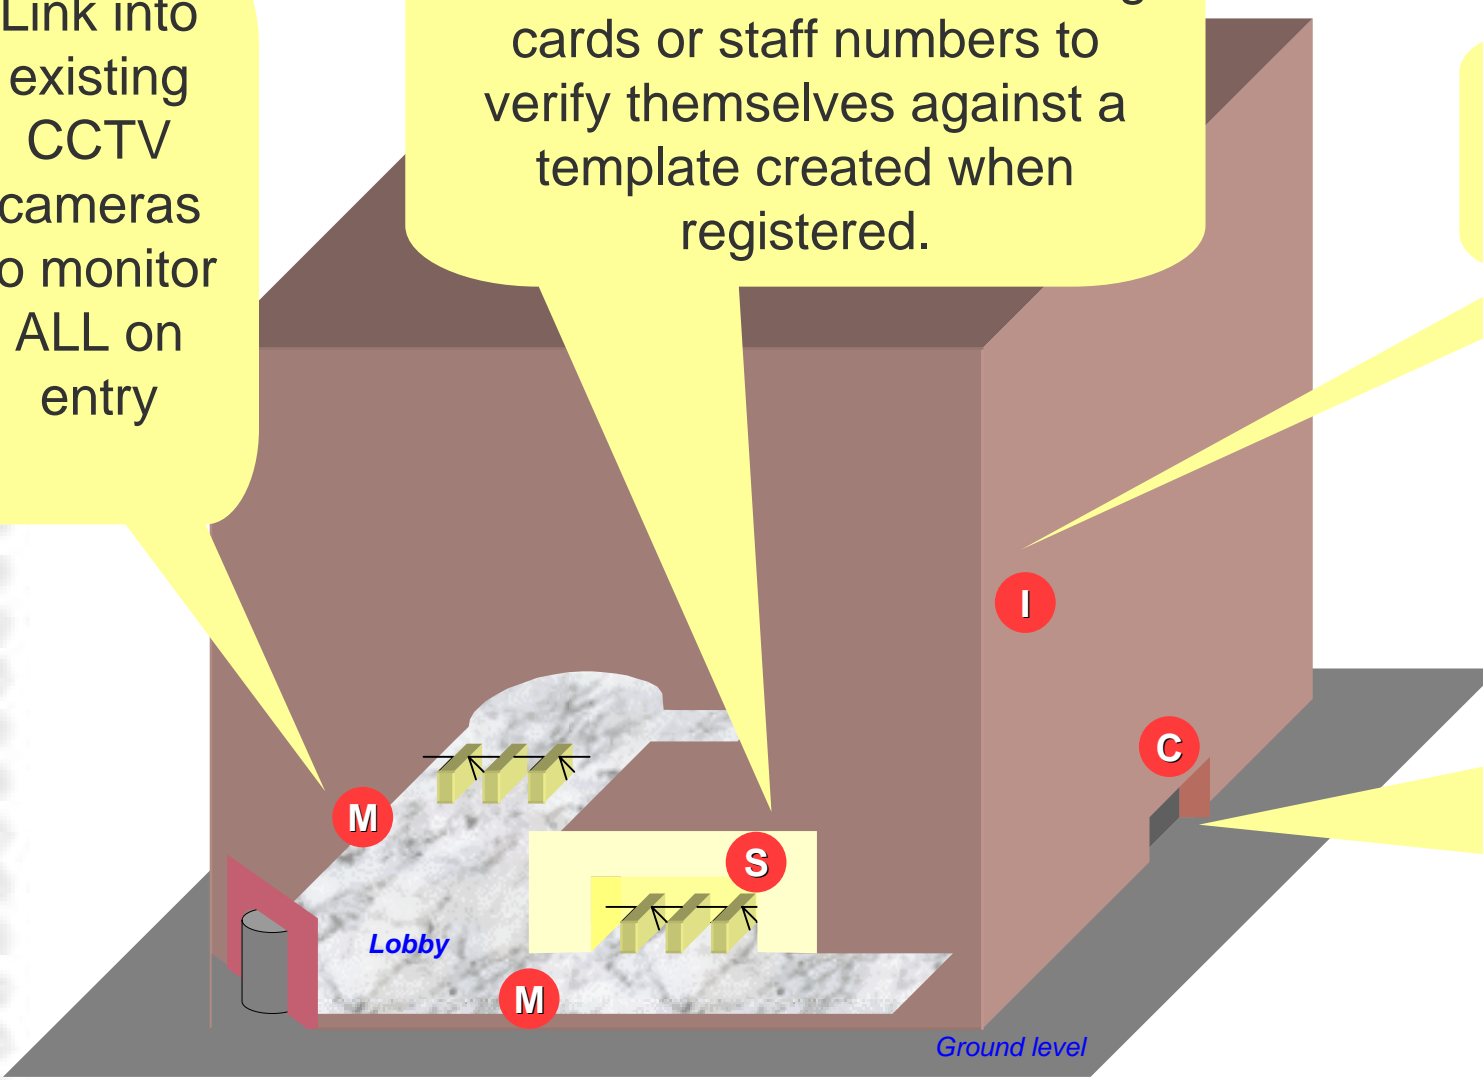 Link into
existing
CCTV
cameras
o monitor
ALL on
entry
cards or staff numbers to
verify themselves against a
template created when
registered.
I
C
M
S
Lobby
M
Ground level